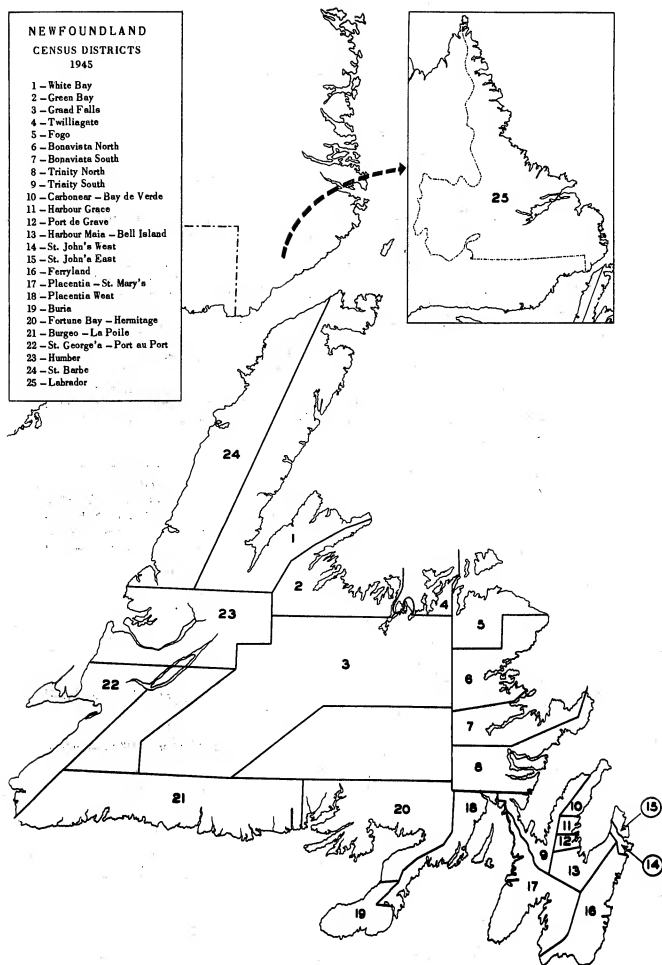 NEWFOUNDLAND
CENSUS DISTRICTS
1945
1 – White Bay
2 – Green Bay
3 – Grand Falls
4 – Twillingate
5 – Fogo
6 – Bonavista North
7 – Bonavista South
8 – Trinity North
9 – Trinity South
10 – Carbonear – Bay de Verde
11 – Harbour Grace
12 – Port de Grave
13 – Harbour Main – Bell Island
14 – St. John's West
15 – St. John's East
16 – Ferryland
17 – Placentia – St. Mary's
18 – Placentia West
19 – Burin
20 – Fortune Bay – Hermitage
21 – Burgeo – La Poile
22 – St. George's – Port au Port
23 – Humber
24 – St. Barbe
25 – Labrador
25
24
1
2
4
23
5
3
6
22
7
8
21
20
18
10
15
11
12
9
14
13
17
19
16